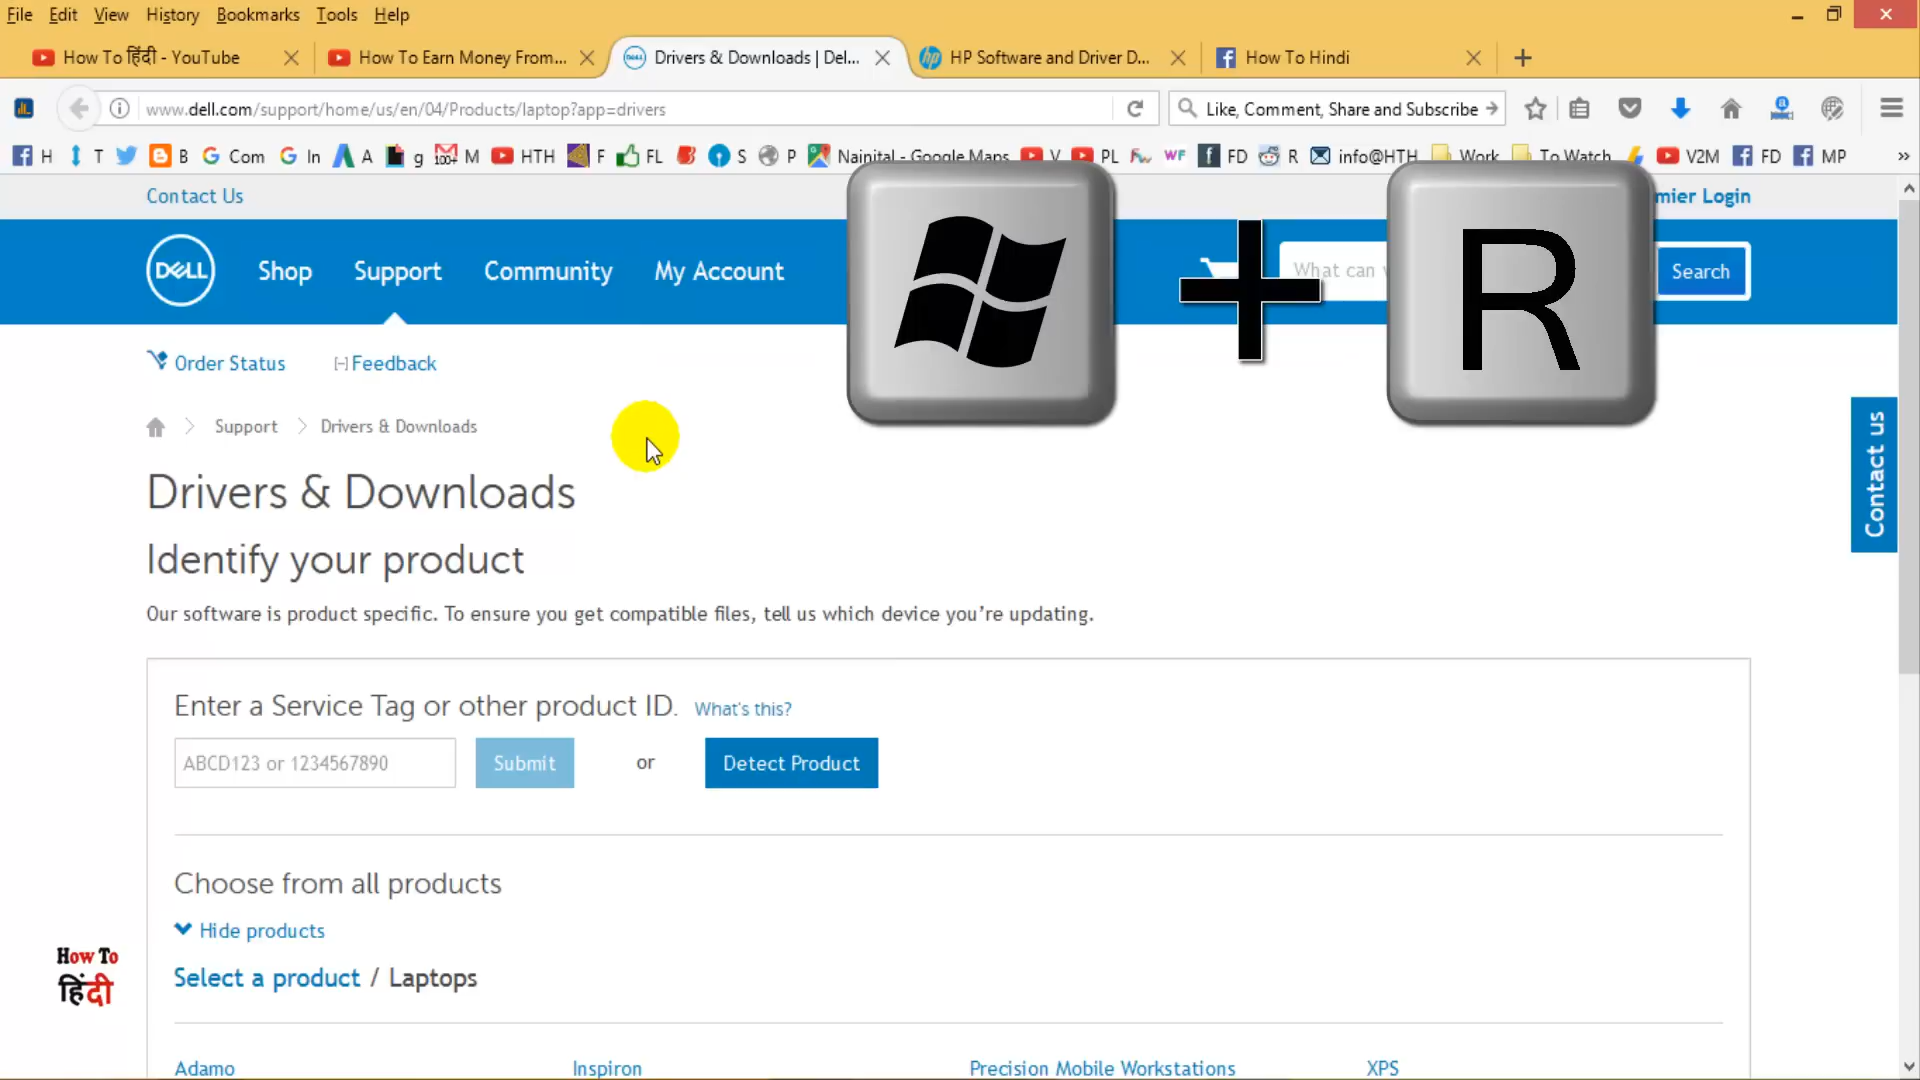 File Edit View History Bookmarks Tools Help
How To हिंदी - YouTube
How To Earn Money From...
Drivers & Downloads | Del...
HP Software and Driver D...
How To Hindi
www.dell.com/support/home/us/en/04/Products/laptop?app=drivers
Like, Comment, Share and Subscribe
H T B Com In A g M HTH F FL S P Nainital - Google Maps V PL WF FD R info@HTH Work To Watch V2M FD MP
Contact Us
mier Login
DELL
Shop Support Community My Account
What can
Search
R
Order Status
Feedback
Support Drivers & Downloads
Contact us
Drivers & Downloads
Identify your product
Our software is product specific. To ensure you get compatible files, tell us which device you’re updating.
Enter a Service Tag or other product ID. What's this?
ABCD123 or 1234567890 Submit or Detect Product
Choose from all products
Hide products
Select a product / Laptops
How To
हिंदी
Adamo Inspiron Precision Mobile Workstations XPS